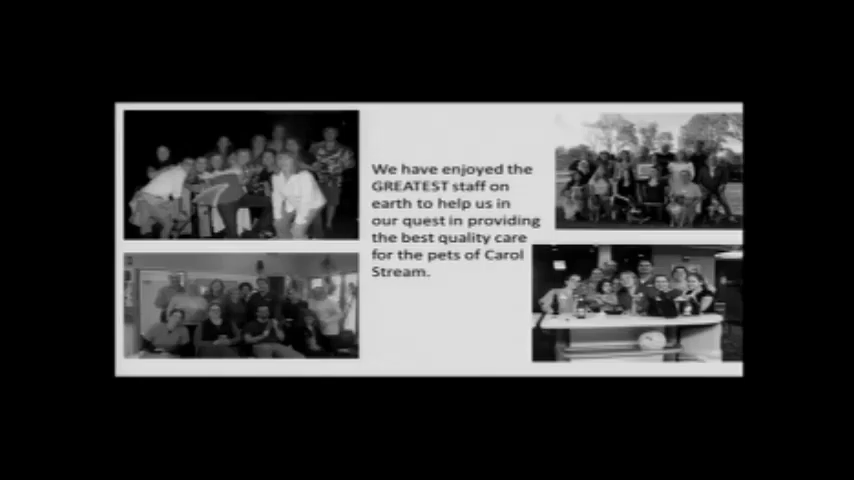 We have enjoyed the
GREATEST staff on
earth to help us in
our quest in providing
the best quality care
for the pets of Carol
Stream.